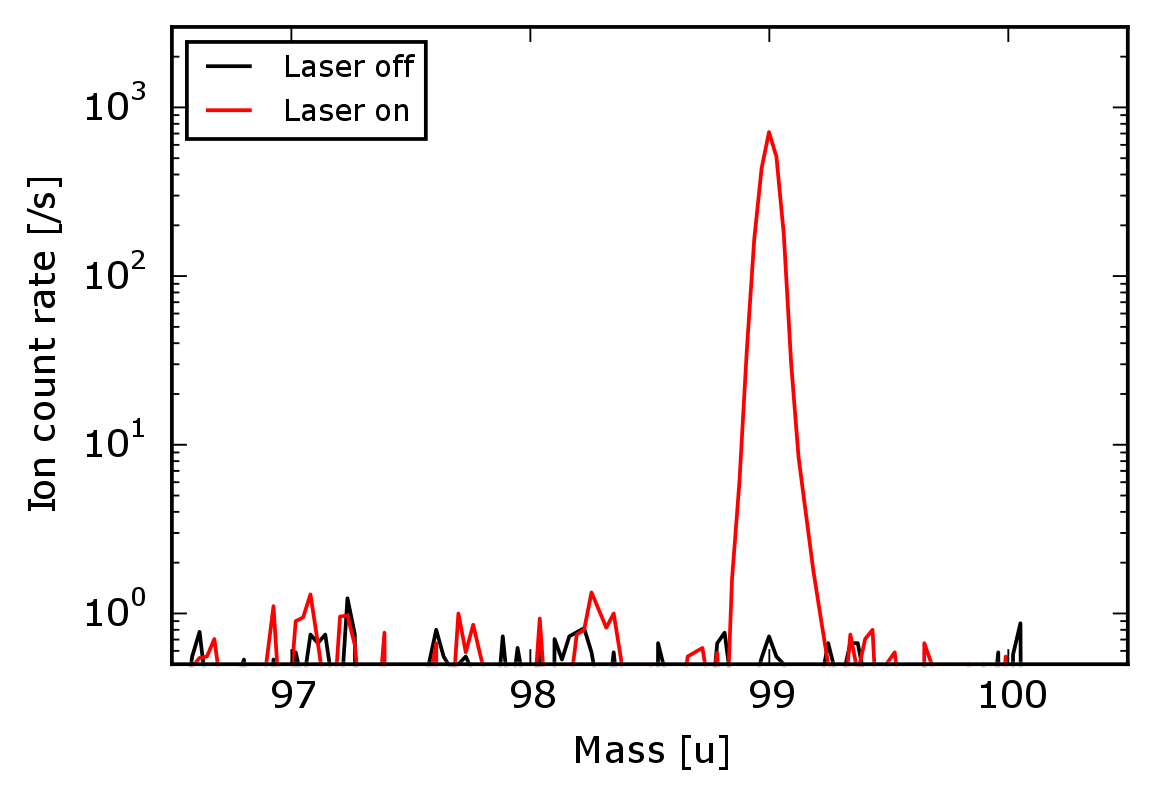 Laser off
Laser on
Ion count rate [/s]
10³
10²
10¹
10⁰
97 98 99 100
Mass [u]